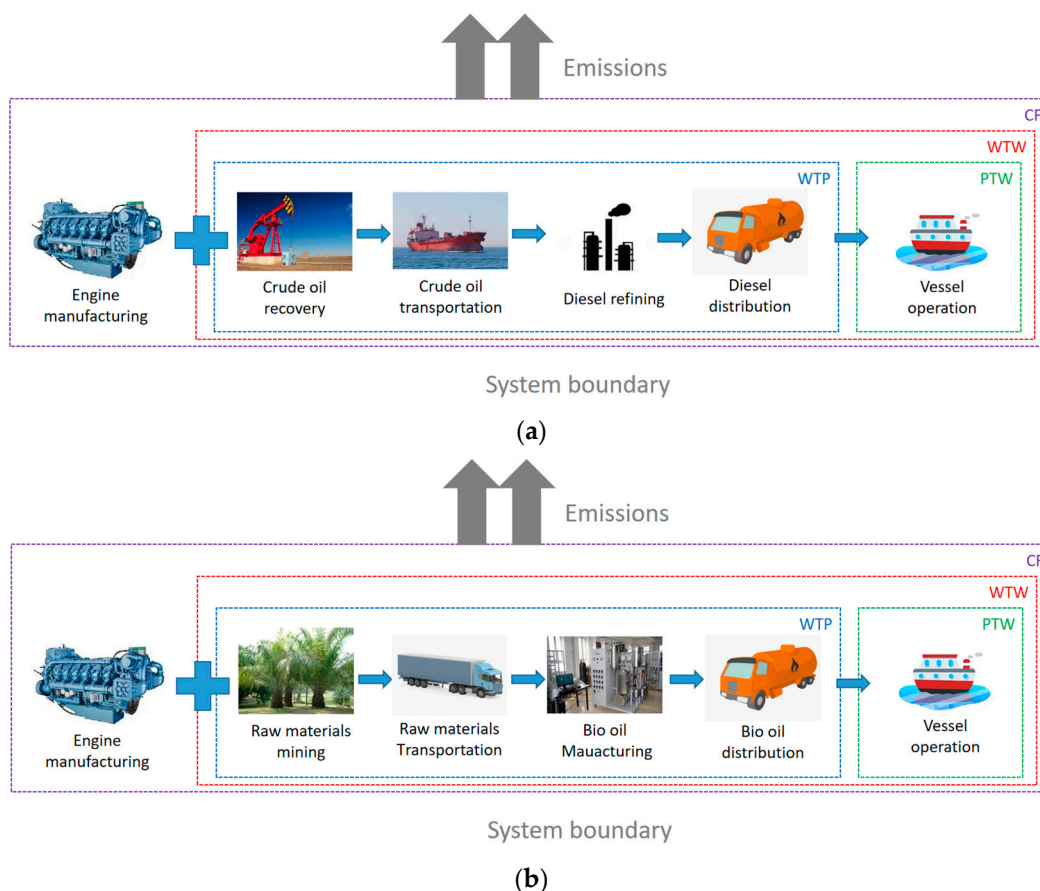 Emissions
CF
WTW
WTP
PTW
Engine
manufacturing
Crude oil
recovery
Crude oil
transportation
Diesel refining
Diesel
distribution
Vessel
operation
System boundary
(a)
Emissions
CF
WTW
WTP
PTW
Engine
manufacturing
Raw materials
mining
Raw materials
Transportation
Bio oil
Mauacturing
Bio oil
distribution
Vessel
operation
System boundary
(b)